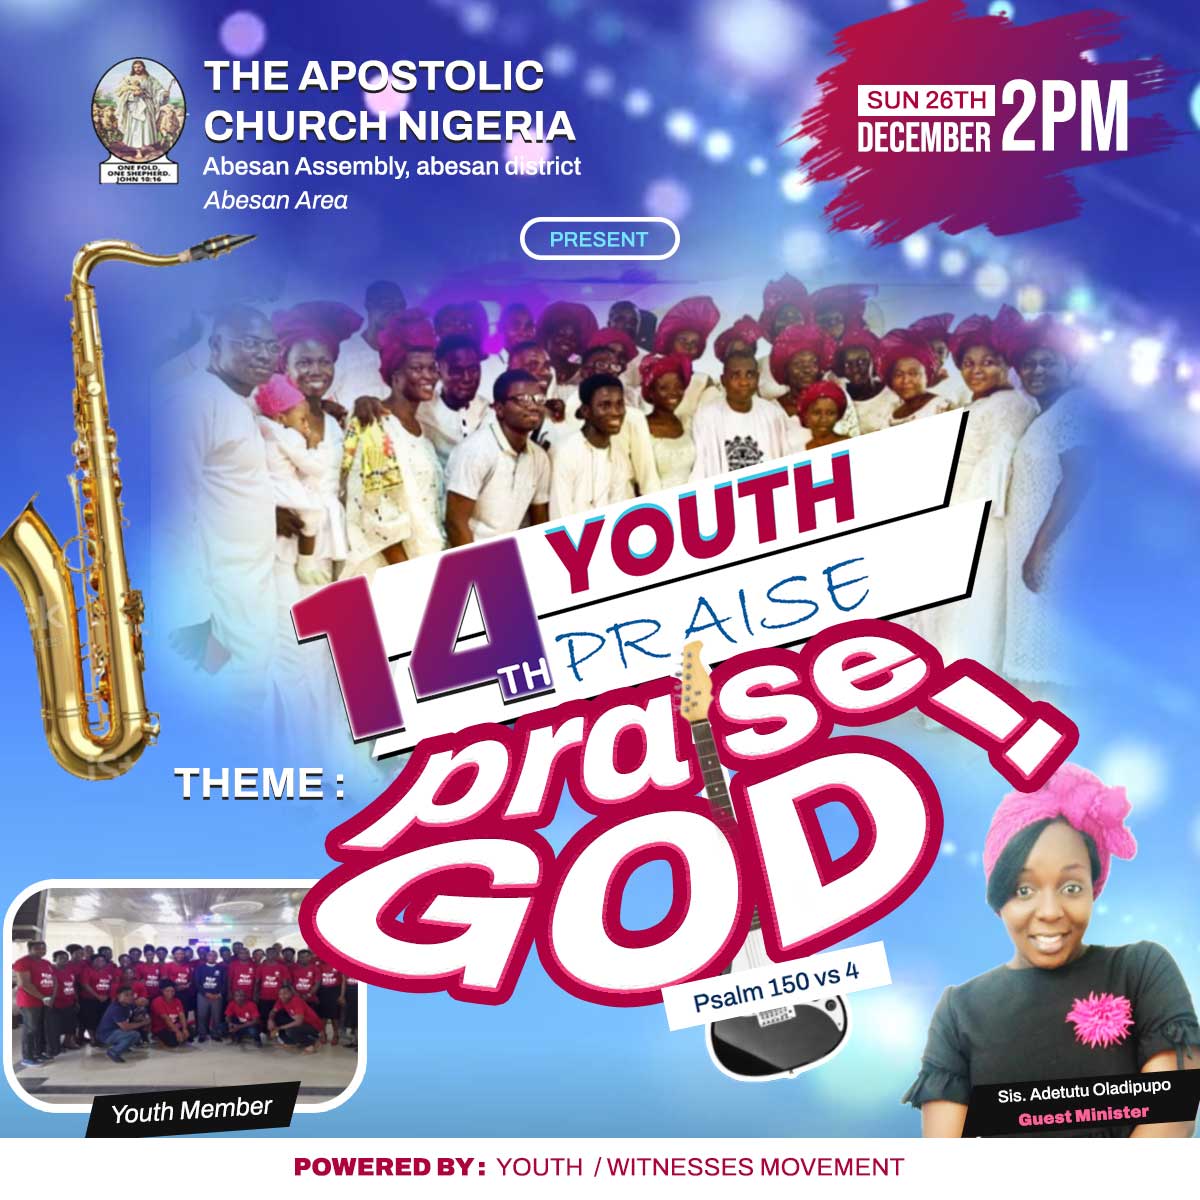 THE APOSTOLIC
CHURCH NIGERIA
Abesan Assembly, abesan district
Abesan Area
ONE FOLD,
ONE SHEPHERD.
JOHN 10:16
SUN 26TH
DECEMBER
2PM
PRESENT
14TH
YOUTH
PRAISE
THEME :
praise
GOD
Psalm 150 vs 4
Youth Member
Sis. Adetutu Oladipupo
Guest Minister
POWERED BY : YOUTH / WITNESSES MOVEMENT